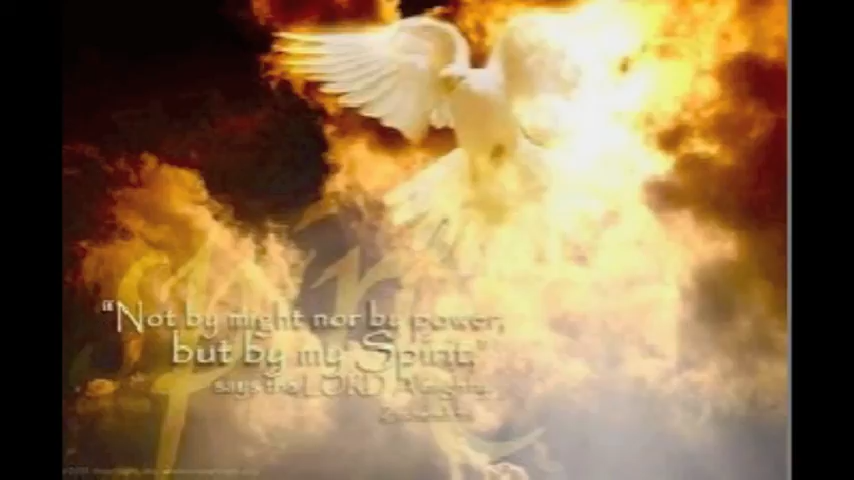 “Not by might nor by power,
but by my Spirit,”
says the LORD Almighty.